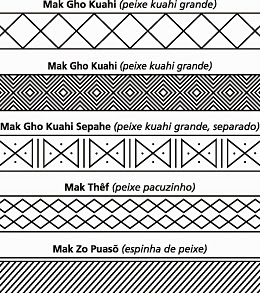 Mak Gho Kuahi (peixe kuahi grande)
Mak Gho Kuahi (peixe kuahi grande)
Mak Gho Kuahi Sepahe (peixe kuahi grande, separado)
Mak Thêf (peixe pacuzinho)
Mak Zo Puasõ (espinha de peixe)